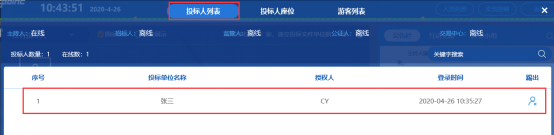 10:43:51 2020-4-26
投标人列表 投标人座位 游客列表
主持人：在线 招标人：离线 监督人：离线 公证人：离线 交易中心：离线
投标人数量：1 在线数：1 关键字搜索
序号 投标单位名称 授权人 登录时间 踢出
1 张三 CY 2020-04-26 10:35:27